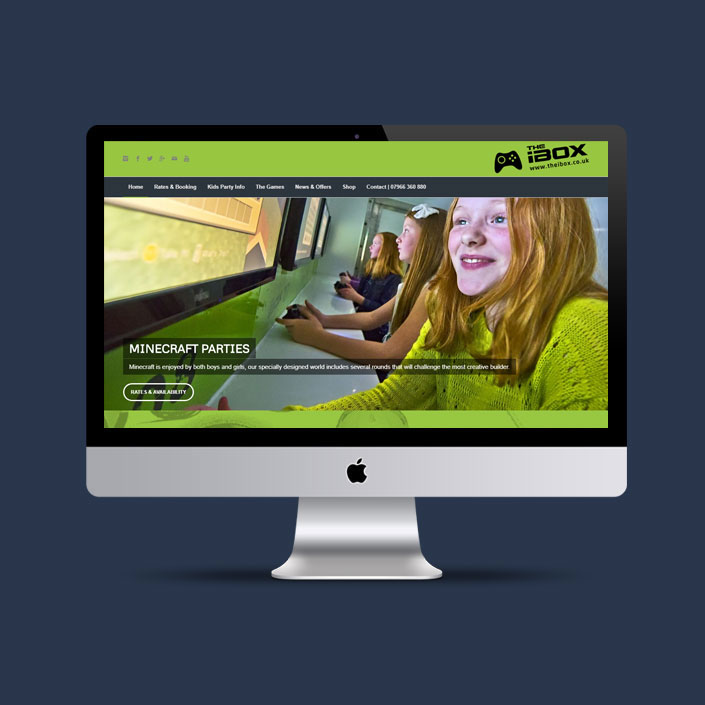 THE
iBOX
www.theibox.co.uk
Home Rates & Booking Kids Party Info The Games News & Offers Shop Contact | 07966 360 880
MINECRAFT PARTIES
Minecraft is enjoyed by both boys and girls, our specially designed world includes several rounds that will challenge the most creative builder.
RATES & AVAILABILITY